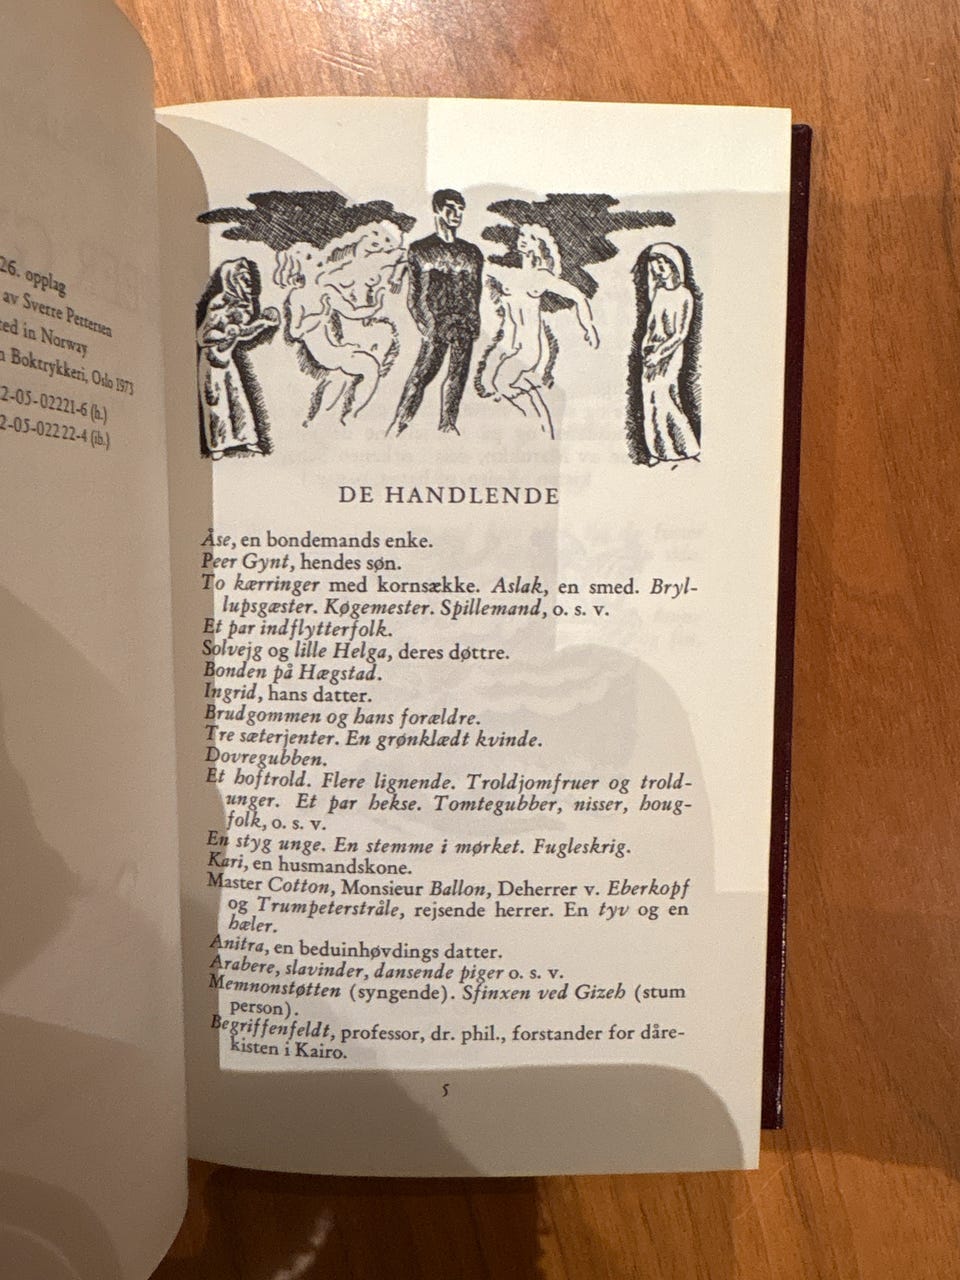 26. opplag
av Sverre Pettersen
ted in Norway
Boktrykkeri, Oslo 1973
2-05-02221-6 (h.)
2-05-02222-4 (ib.)
DE HANDLENDE
Åse, en bondemands enke.
Peer Gynt, hendes søn.
To kærringer med kornsække. Aslak, en smed. Bryl-
lupsgæster. Køgemester. Spillemand, o. s. v.
Et par indflytterfolk.
Solvejg og lille Helga, deres døttre.
Bonden på Hægstad.
Ingrid, hans datter.
Brudgommen og hans forældre.
Tre sæterjenter. En grønklædt kvinde.
Dovregubben.
Et hoftrold. Flere lignende. Troldjomfruer og trold-
unger. Et par hekse. Tomtegubber, nisser, houg-
folk, o. s. v.
En styg unge. En stemme i mørket. Fugleskrig.
Kari, en husmandskone.
Master Cotton, Monsieur Ballon, Deherrer v. Eberkopf
og Trumpeterstråle, rejsende herrer. En tyv og en
hæler.
Anitra, en beduinhøvdings datter.
Arabere, slavinder, dansende piger o. s. v.
Memnonstøtten (syngende). Sfinxen ved Gizeh (stum
person).
Begriffenfeldt, professor, dr. phil., forstander for dåre-
kisten i Kairo.
5